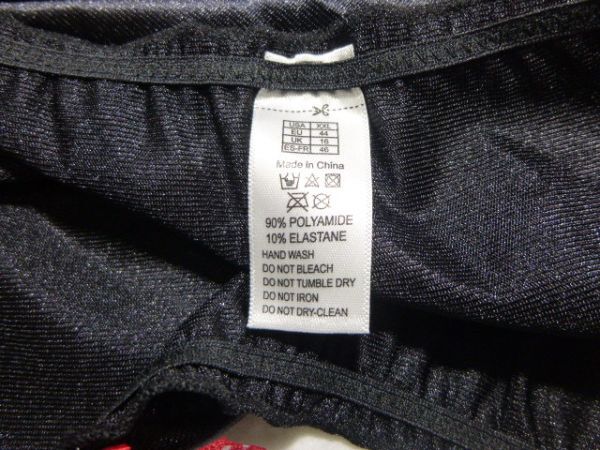 USA XXL
EU 44
UK 16
ES-FR 46
Made in China
90% POLYAMIDE
10% ELASTANE
HAND WASH
DO NOT BLEACH
DO NOT TUMBLE DRY
DO NOT IRON
DO NOT DRY-CLEAN